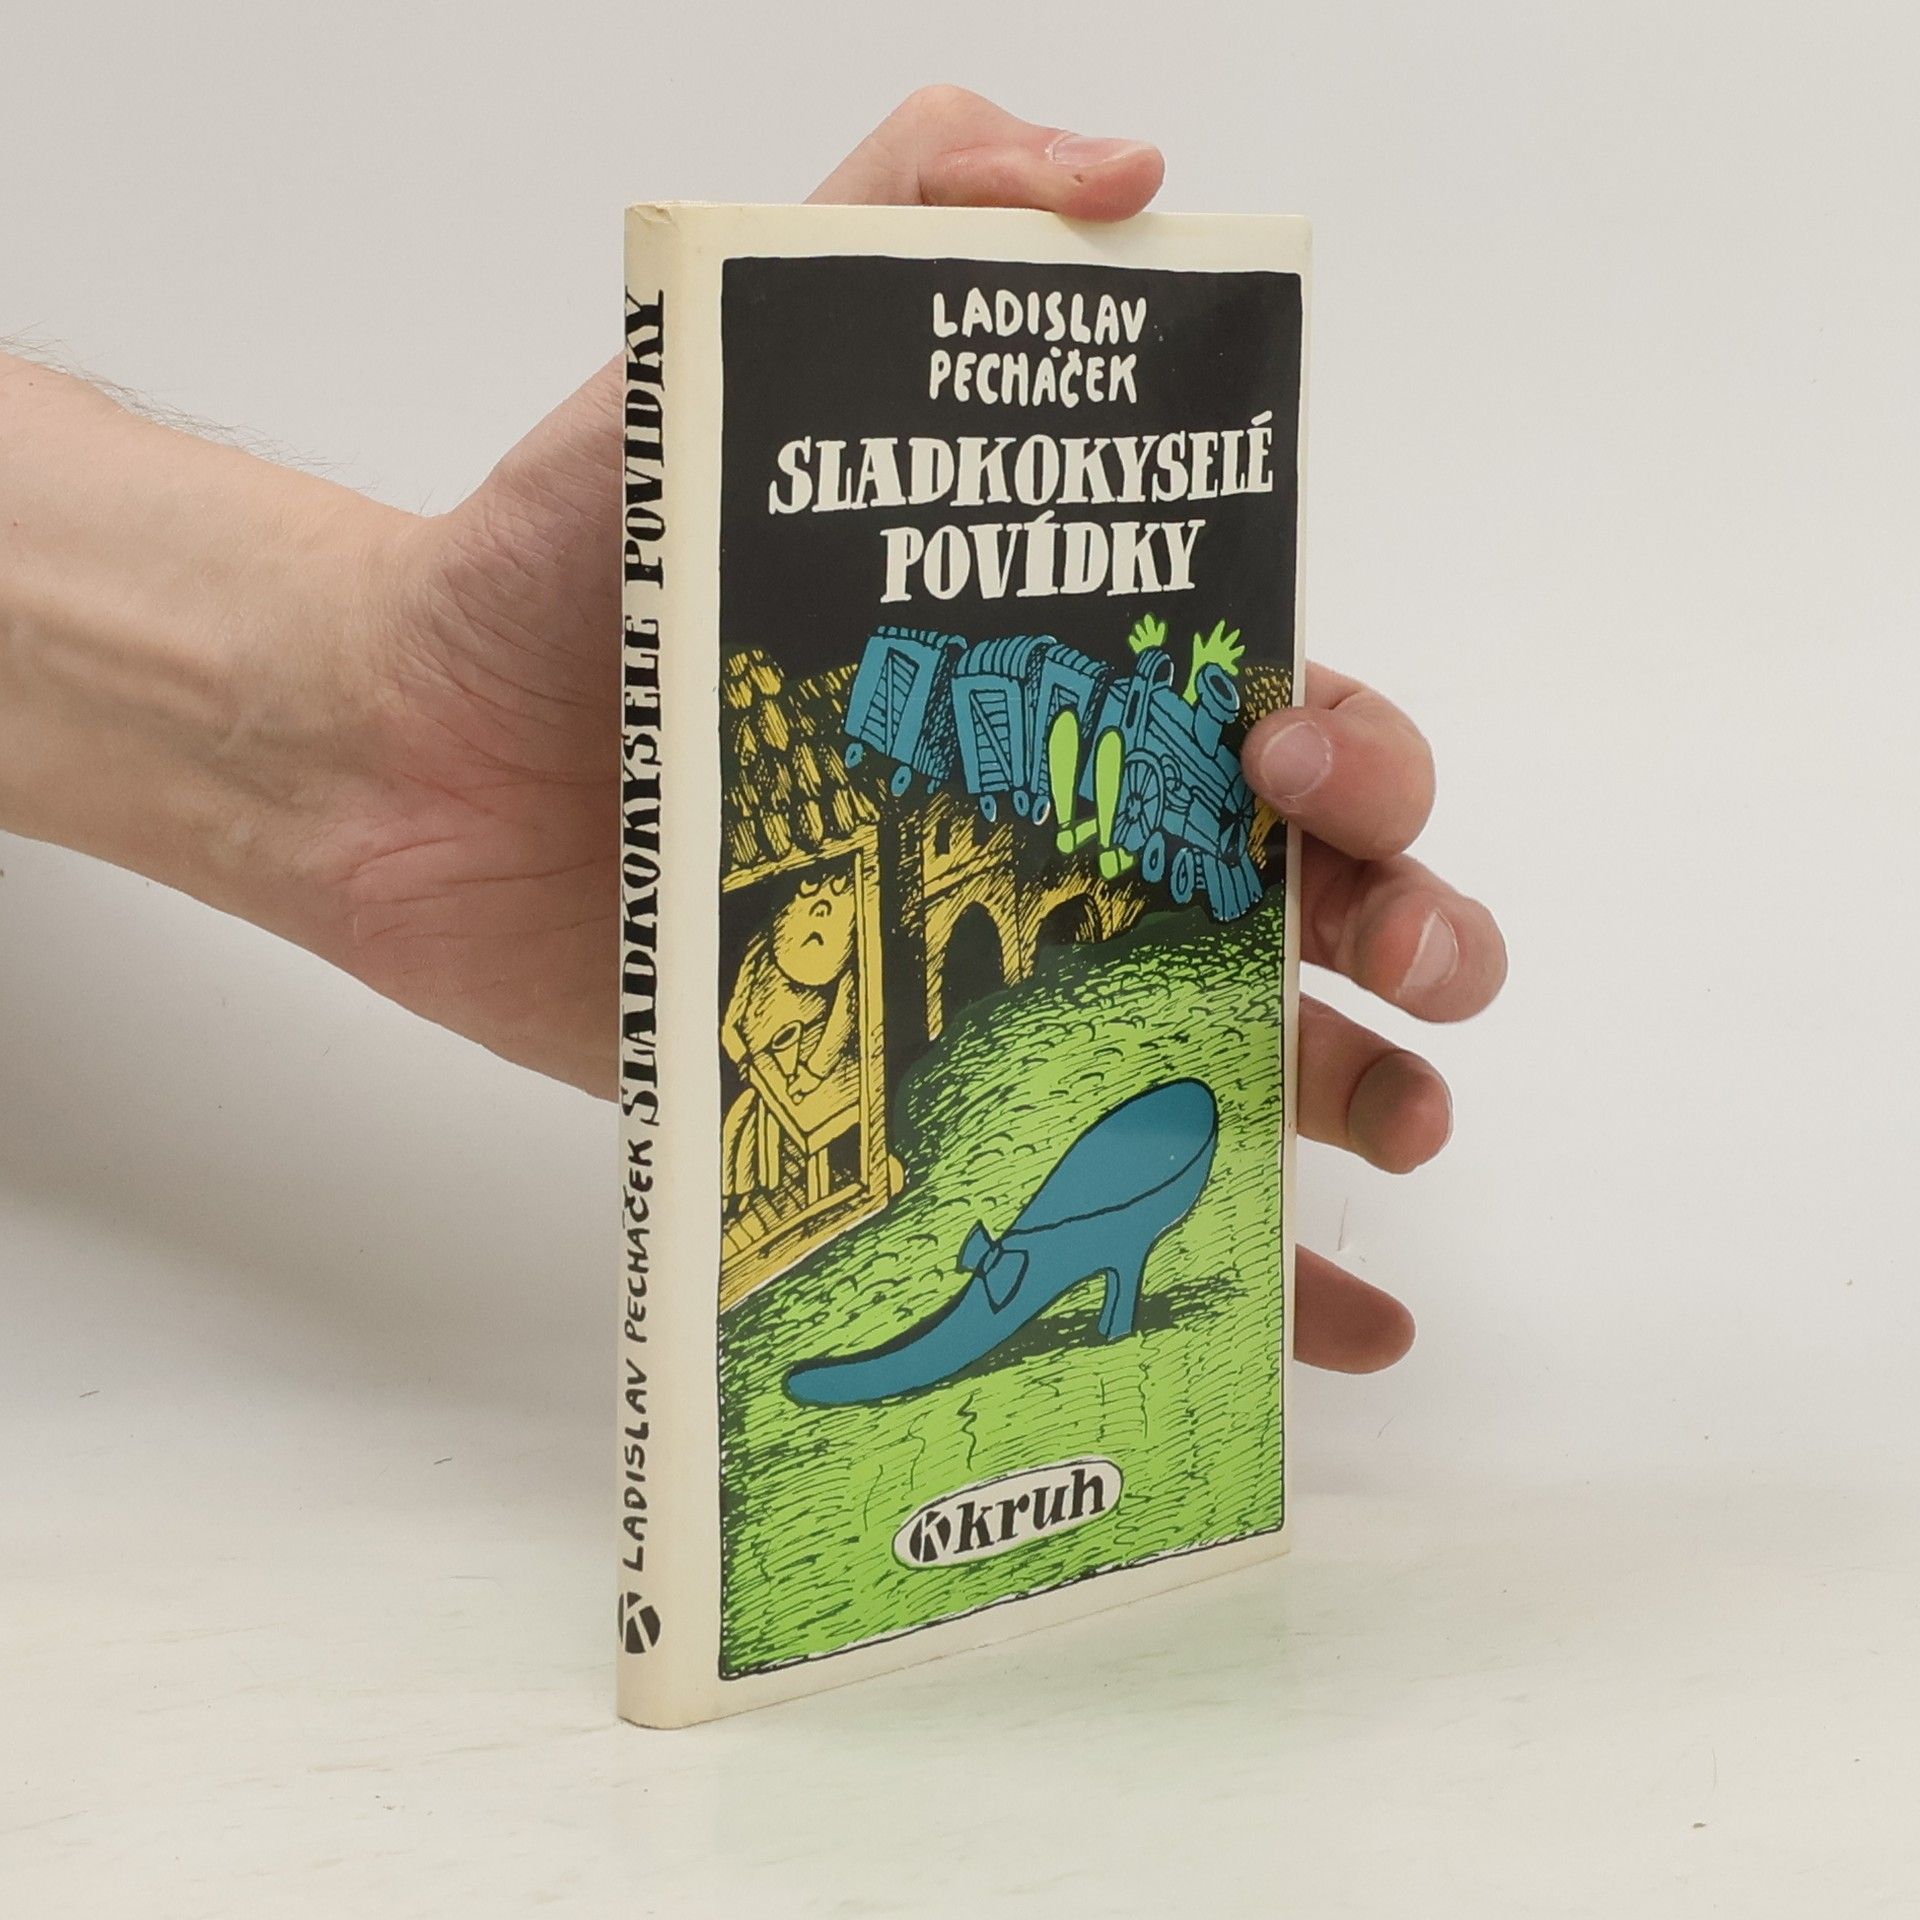 LADISLAV
PECHÁČEK
SLADKOKYSELÉ
POVÍDKY
K kruh
K LADISLAV PECHÁČEK SLADKOKYSELÉ POVÍDKY